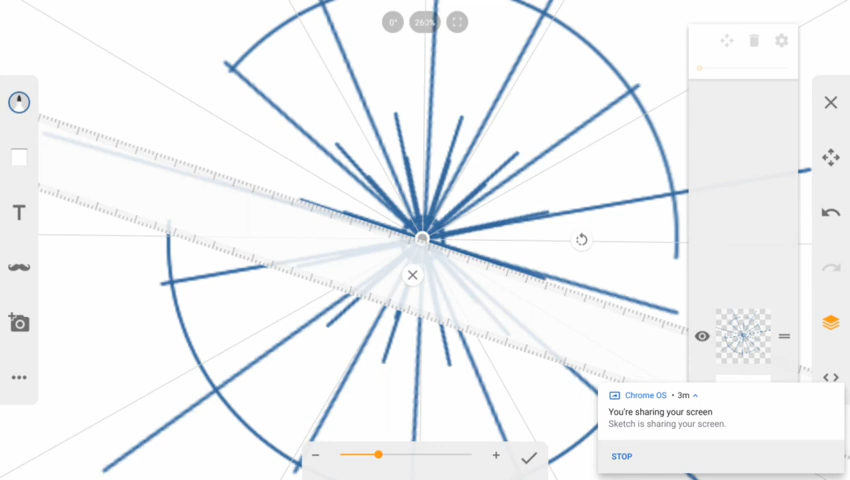 0°
260%
T
Chrome OS • 3m
You're sharing your screen
Sketch is sharing your screen.
STOP